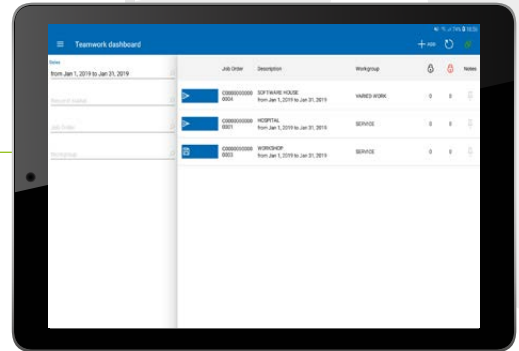 74% 10:26
Teamwork dashboard
ADD
Dates
from Jan 1, 2019 to Jan 31, 2019
Job Order
Workgroup
Job Order Description Workgroup Notes
C0000000000 SOFTWARE HOUSE VARIED WORK 0 0
0004 from Jan 1, 2019 to Jan 31, 2019
C0000000000 HOSPITAL SERVICE 0 0
0001 from Jan 1, 2019 to Jan 31, 2019
C0000000000 WORKSHOP SERVICE 0 0
0003 from Jan 1, 2019 to Jan 31, 2019